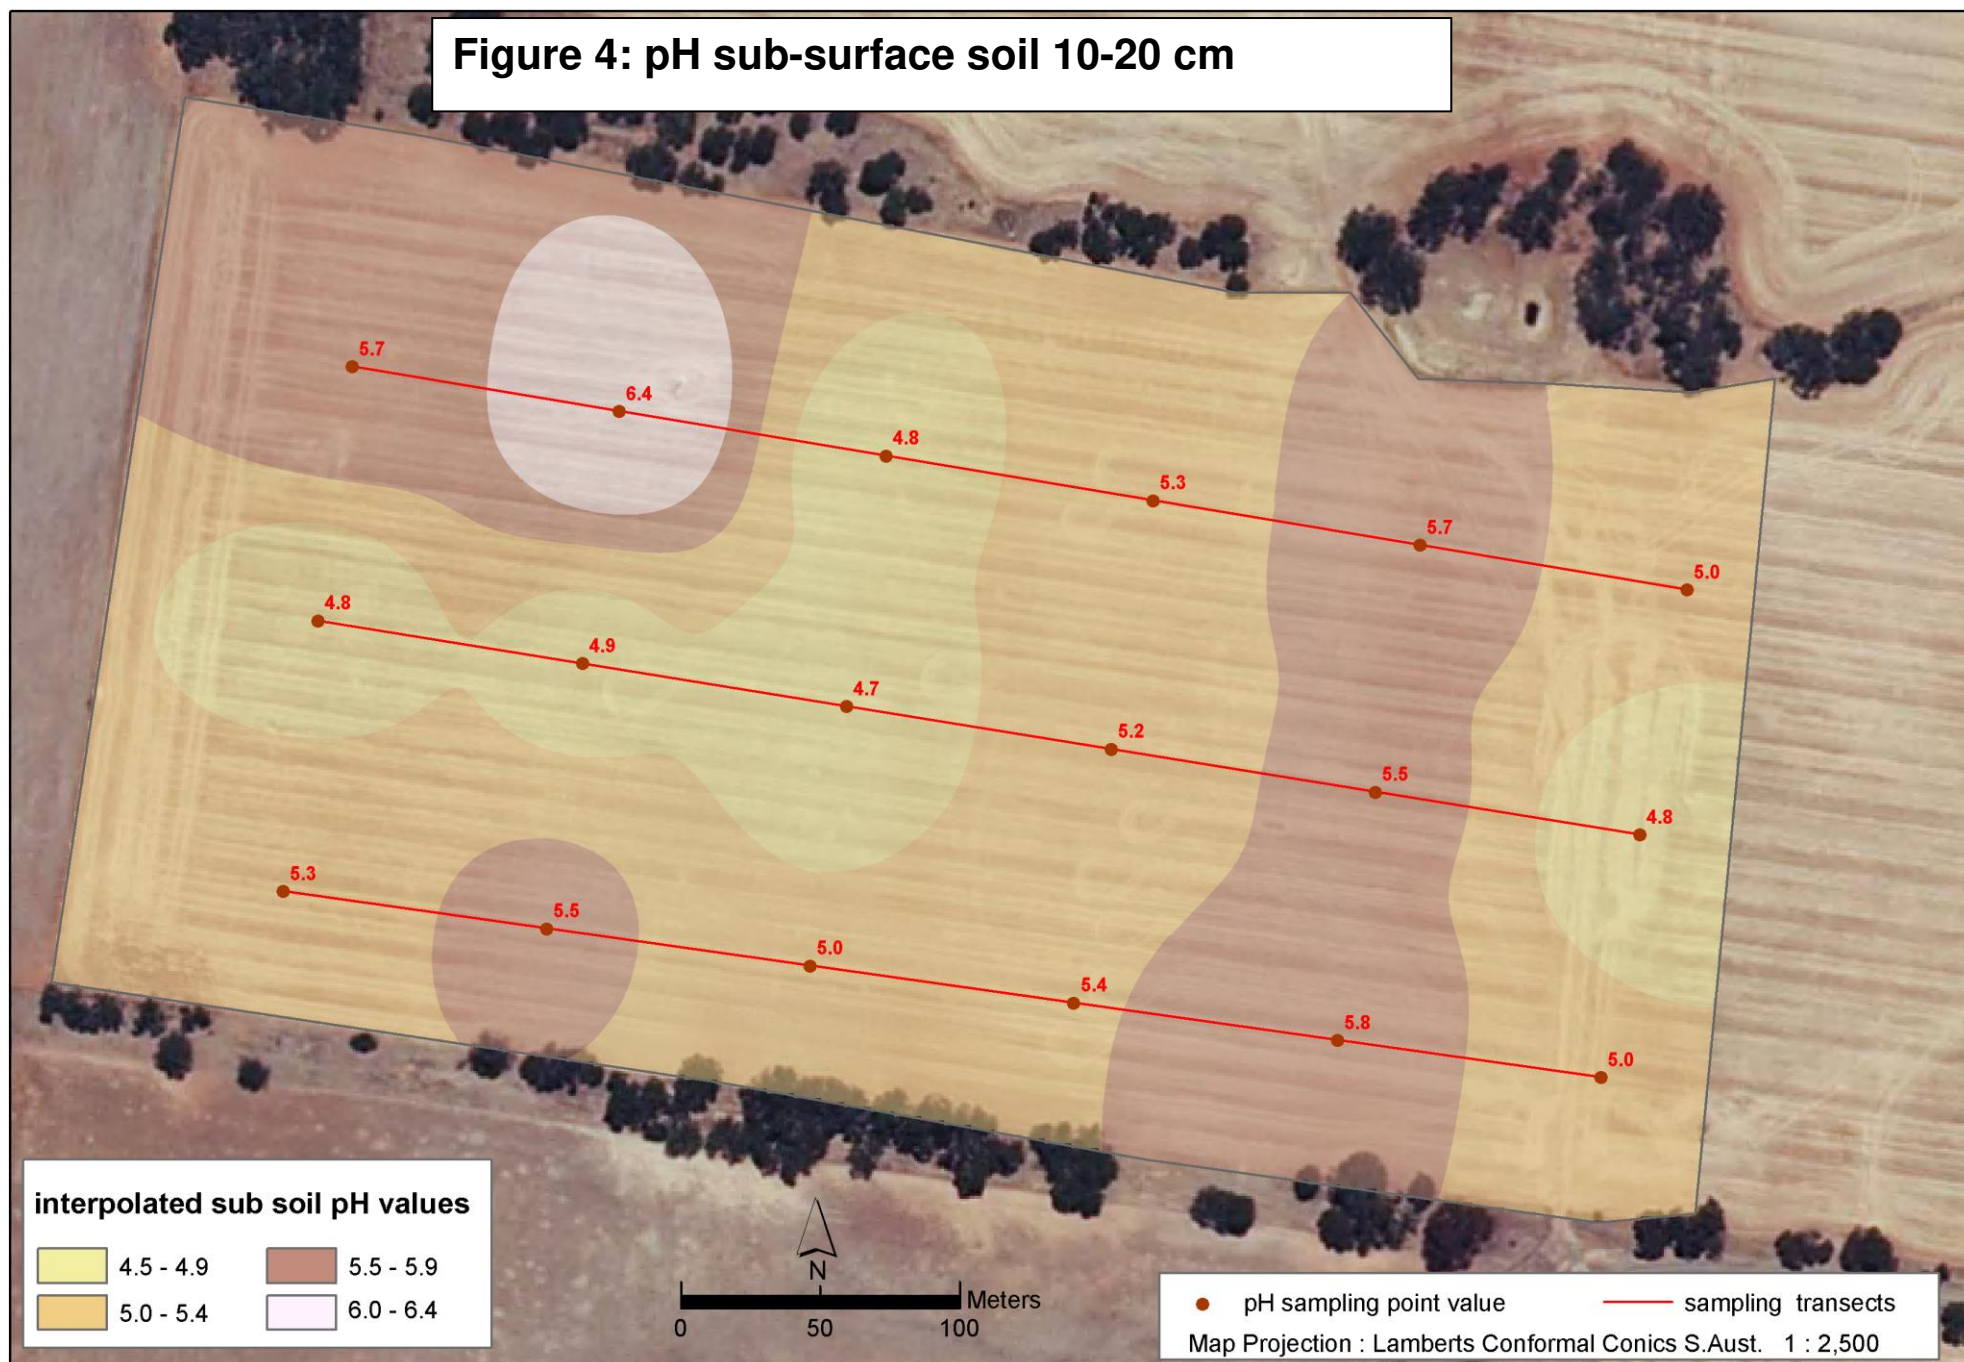 Figure 4: pH sub-surface soil 10-20 cm
5.7
6.4
4.8
5.3
5.7
5.0
4.8
4.9
4.7
5.2
5.5
4.8
5.3
5.5
5.0
5.4
5.8
5.0
interpolated sub soil pH values
4.5 - 4.9
5.5 - 5.9
5.0 - 5.4
6.0 - 6.4
N
Meters
0 50 100
pH sampling point value
sampling transects
Map Projection : Lamberts Conformal Conics S.Aust. 1 : 2,500